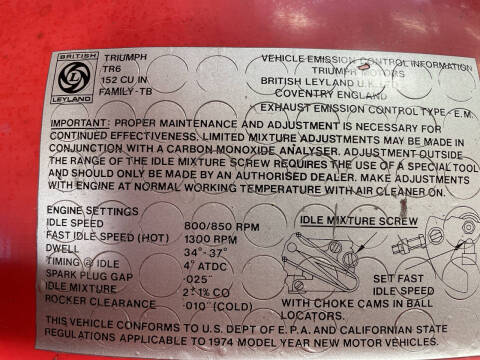 BRITISH
L
LEYLAND
TRIUMPH
TR6
152 CU IN
FAMILY-TB
VEHICLE EMISSION CONTROL INFORMATION
TRIUMPH MOTORS
BRITISH LEYLAND U.K.
COVENTRY ENGLAND
EXHAUST EMISSION CONTROL TYPE - E.M.
IMPORTANT: PROPER MAINTENANCE AND ADJUSTMENT IS NECESSARY FOR
CONTINUED EFFECTIVENESS. LIMITED MIXTURE ADJUSTMENTS MAY BE MADE IN
CONJUNCTION WITH A CARBON MONOXIDE ANALYSER. ADJUSTMENT OUTSIDE
THE RANGE OF THE IDLE MIXTURE SCREW REQUIRES THE USE OF A SPECIAL TOOL
AND SHOULD ONLY BE MADE BY AN AUTHORISED DEALER. MAKE ADJUSTMENTS
WITH ENGINE AT NORMAL WORKING TEMPERATURE WITH AIR CLEANER ON.
ENGINE SETTINGS
IDLE SPEED 800/850 RPM
FAST IDLE SPEED (HOT) 1300 RPM
DWELL 34°-37°
TIMING @ IDLE 4° ATDC
SPARK PLUG GAP ·025"
IDLE MIXTURE 2±1% CO
ROCKER CLEARANCE ·010" (COLD)
IDLE MIXTURE SCREW
SET FAST
IDLE SPEED
WITH CHOKE CAMS IN BALL
LOCATORS.
THIS VEHICLE CONFORMS TO U.S. DEPT OF E.P.A. AND CALIFORNIAN STATE
REGULATIONS APPLICABLE TO 1974 MODEL YEAR NEW MOTOR VEHICLES.